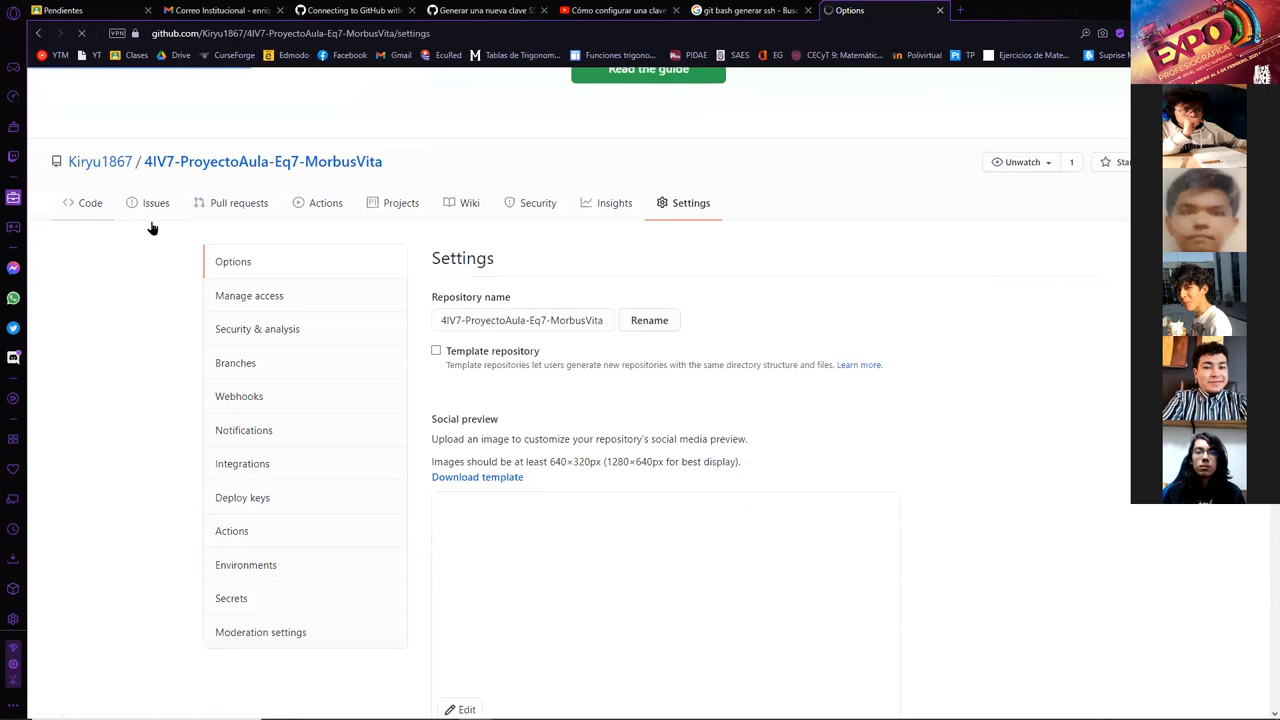 Pendientes
Correo Institucional - enriq
Connecting to GitHub with
Generar una nueva clave S
Cómo configurar una clave
git bash generar ssh - Busc
Options
VPN
github.com/Kiryu1867/4IV7-ProyectoAula-Eq7-MorbusVita/settings
YTM
YT
Clases
Drive
CurseForge
Edmodo
Facebook
Gmail
EcuRed
Tablas de Trigonom...
Funciones trigono...
PIDAE
SAES
EG
CECyT 9: Matemátic...
Polivirtual
TP
Ejercicios de Matem...
Suprise M
Read the guide
Kiryu1867 / 4IV7-ProyectoAula-Eq7-MorbusVita
Unwatch
1
Star
Code
Issues
Pull requests
Actions
Projects
Wiki
Security
Insights
Settings
Options
Manage access
Security & analysis
Branches
Webhooks
Notifications
Integrations
Deploy keys
Actions
Environments
Secrets
Moderation settings
Settings
Repository name
4IV7-ProyectoAula-Eq7-MorbusVita
Rename
Template repository
Template repositories let users generate new repositories with the same directory structure and files. Learn more.
Social preview
Upload an image to customize your repository's social media preview.
Images should be at least 640×320px (1280×640px for best display).
Download template
Edit
EXPO
PROFESIOGRÁFICA